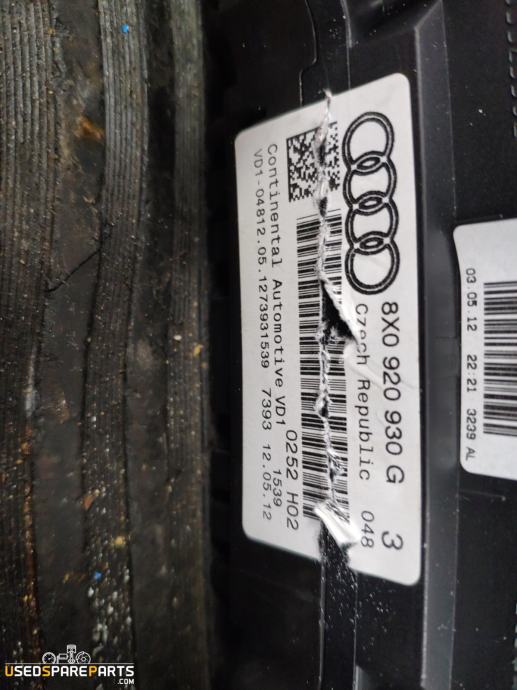 8X0 920 930 G 3
Czech Republic 048
0252 H02
Continental Automotive VD1 1539
VD1-04812.05.1273931539 7393 12.05.12
03.05.12 22:21 3239 AL
USEDSPAREPARTS
.COM